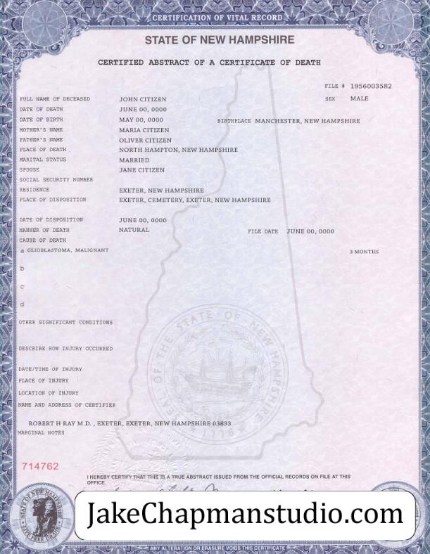 CERTIFICATION OF VITAL RECORD
STATE OF NEW HAMPSHIRE
CERTIFIED ABSTRACT OF A CERTIFICATE OF DEATH
FILE # 1956003582
FULL NAME OF DECEASED JOHN CITIZEN SEX MALE
DATE OF DEATH JUNE 00, 0000
DATE OF BIRTH MAY 00, 0000 BIRTHPLACE MANCHESTER, NEW HAMPSHIRE
MOTHER'S NAME MARIA CITIZEN
FATHER'S NAME OLIVER CITIZEN
PLACE OF DEATH NORTH HAMPTON, NEW HAMPSHIRE
MARITAL STATUS MARRIED
SPOUSE JANE CITIZEN
SOCIAL SECURITY NUMBER
RESIDENCE EXETER, NEW HAMPSHIRE
PLACE OF DISPOSITION EXETER, CEMETERY, EXETER, NEW HAMPSHIRE
DATE OF DISPOSITION JUNE 00, 0000
MANNER OF DEATH NATURAL FILE DATE JUNE 00, 0000
CAUSE OF DEATH
a GLIOBLASTOMA, MALIGNANT 3 MONTHS
b
c
d
OTHER SIGNIFICANT CONDITIONS
DESCRIBE HOW INJURY OCCURRED
DATE/TIME OF INJURY
PLACE OF INJURY
LOCATION OF INJURY
NAME AND ADDRESS OF CERTIFIER
ROBERT H RAY M.D. , EXETER, EXETER, NEW HAMPSHIRE 03833
MARGINAL NOTES
714762
I HEREBY CERTIFY THAT THIS IS A TRUE ABSTRACT ISSUED FROM THE OFFICIAL RECORDS ON FILE AT THIS
OFFICE.
JakeChapmanstudio.com
ANY ALTERATION OR ERASURE VOIDS THIS CERTIFICATE